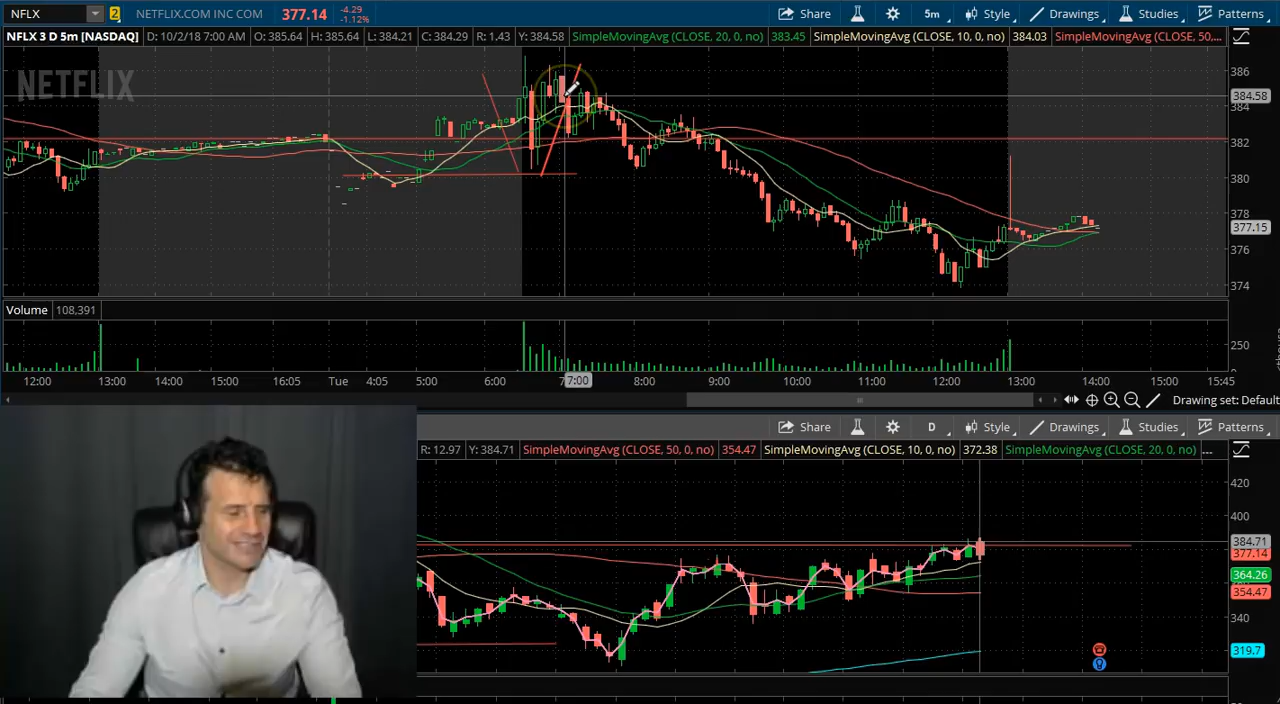 NFLX 2 NETFLIX.COM INC COM 377.14 -4.29 -1.12% Share 5m Style Drawings Studies Patterns
NFLX 3 D 5m [NASDAQ] D: 10/2/18 7:00 AM O: 385.64 H: 385.64 L: 384.21 C: 384.29 R: 1.43 Y: 384.58 SimpleMovingAvg (CLOSE, 20, 0, no) 383.45 SimpleMovingAvg (CLOSE, 10, 0, no) 384.03 SimpleMovingAvg (CLOSE, 50,...
NETFLIX
386
384.58
384
382
380
378
377.15
376
374
Volume 108,391
250
12:00 13:00 14:00 15:00 16:05 Tue 4:05 5:00 6:00 7:00 8:00 9:00 10:00 11:00 12:00 13:00 14:00 15:00 15:45
Drawing set: Default
Share D Style Drawings Studies Patterns
R: 12.97 Y: 384.71 SimpleMovingAvg (CLOSE, 50, 0, no) 354.47 SimpleMovingAvg (CLOSE, 10, 0, no) 372.38 SimpleMovingAvg (CLOSE, 20, 0, no) ...
420
400
384.71
377.14
364.26
354.47
340
319.7